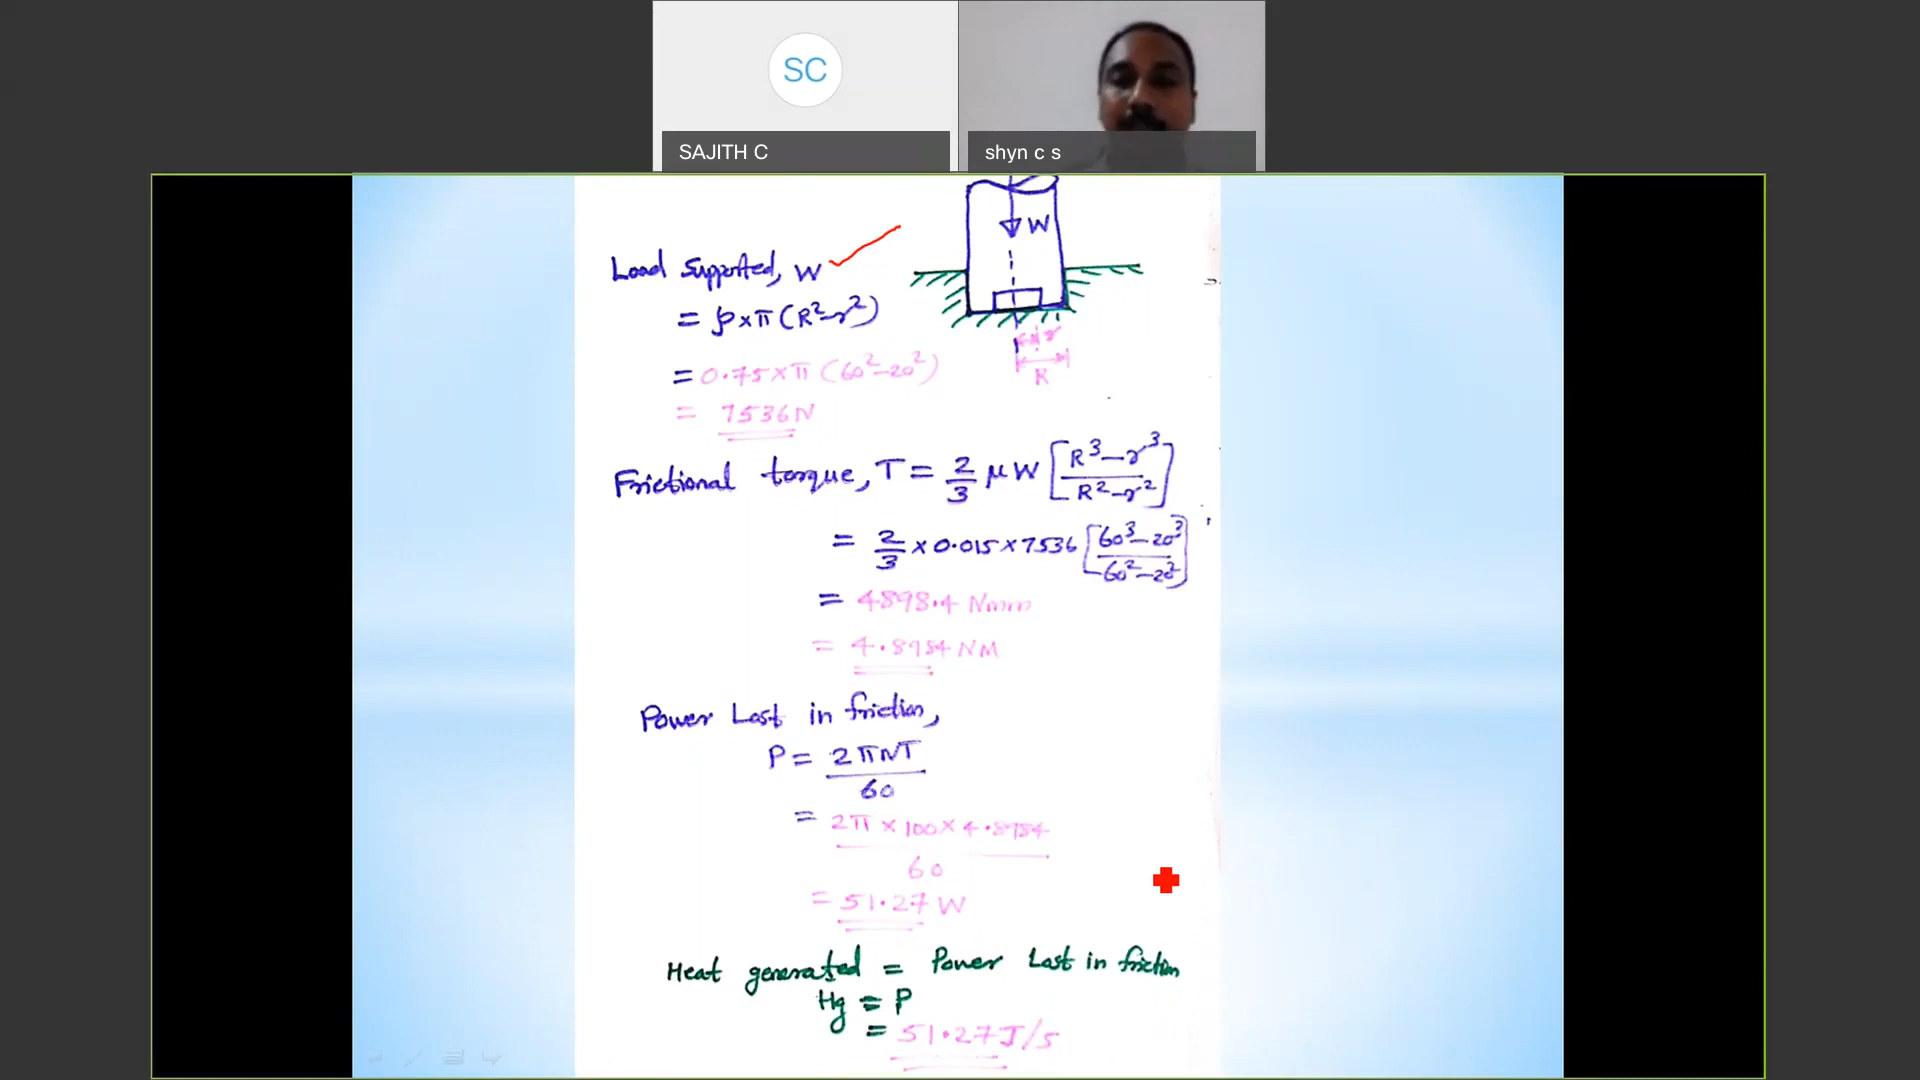 SC
SAJITH C
shyn c s
W
Load supported, W
= p×π(R²-r²)
= 0.75×π(60²-20²)
r
R
= 7536N
Frictional torque, T = 2/3 μW [R³-r³/R²-r²]
= 2/3 × 0.015 × 7536 [60³-20³/60²-20²]
= 4898.4 Nmm
= 4.8984 NM
Power Lost in friction,
P = 2πNT/60
= 2π × 100 × 4.8984/60
= 51.27 W
Heat generated = Power Lost in friction
Hg = P
= 51.27 J/s